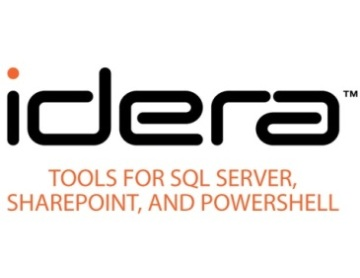 idera™
TOOLS FOR SQL SERVER,
SHAREPOINT, AND POWERSHELL